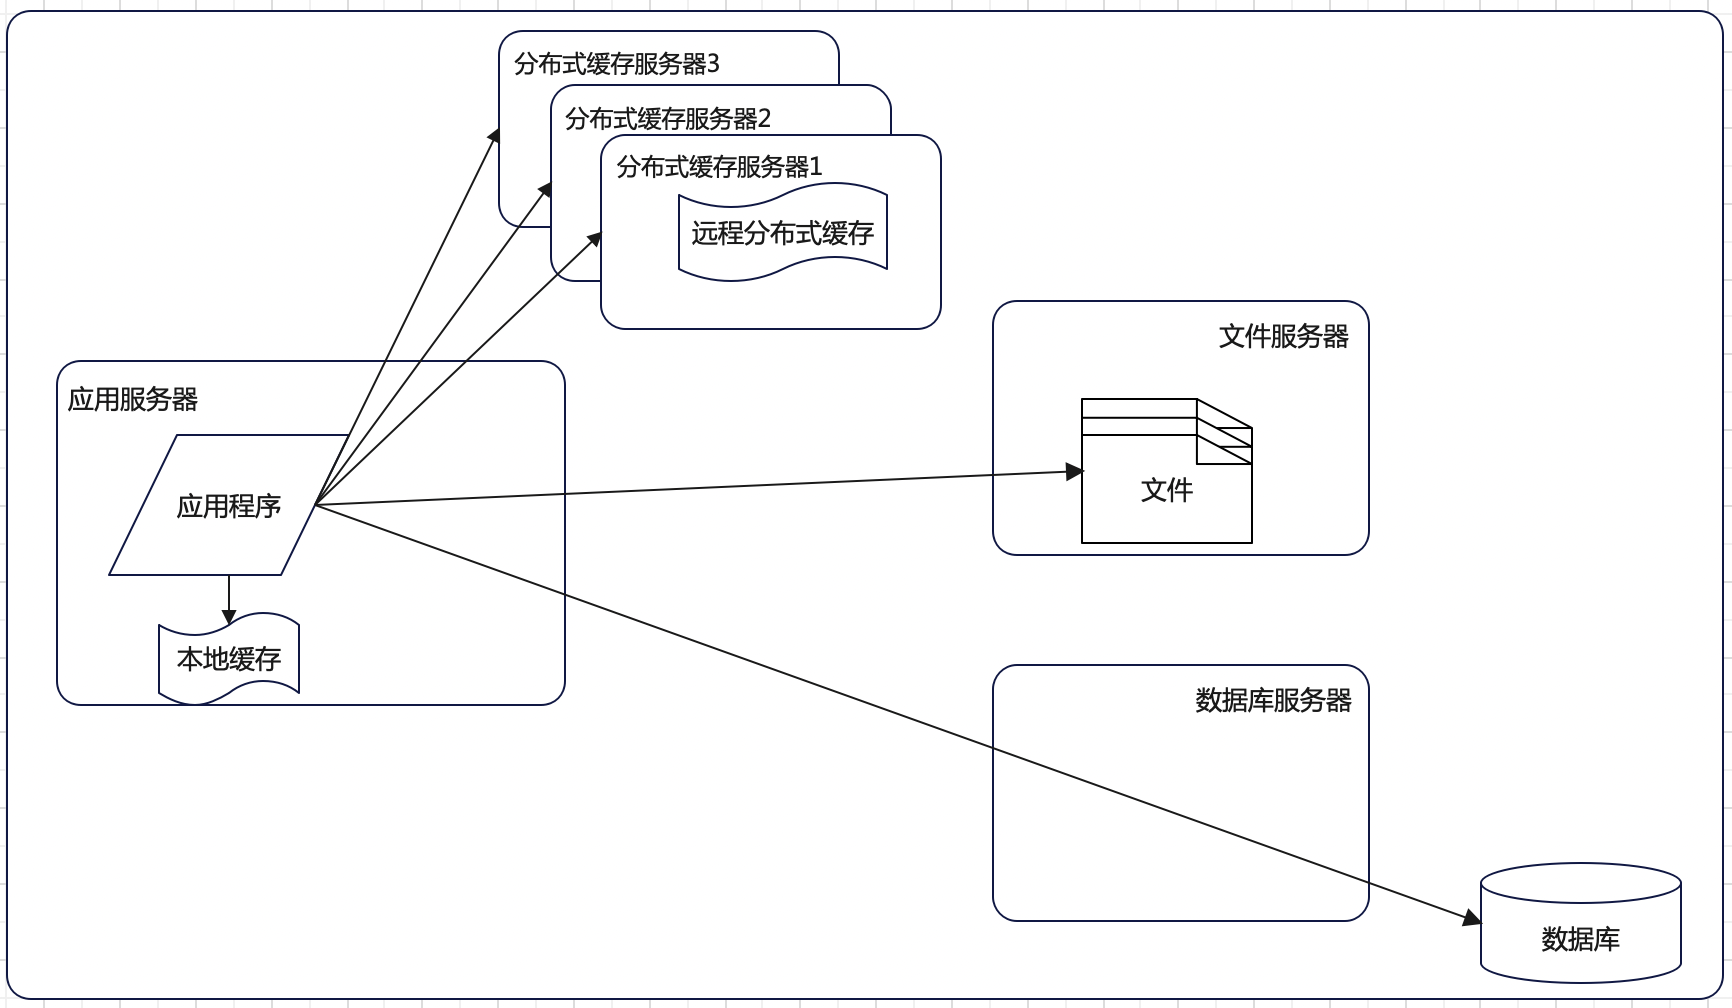 分布式缓存服务器3
分布式缓存服务器2
分布式缓存服务器1
远程分布式缓存
文件服务器
应用服务器
文件
应用程序
本地缓存
数据库服务器
数据库